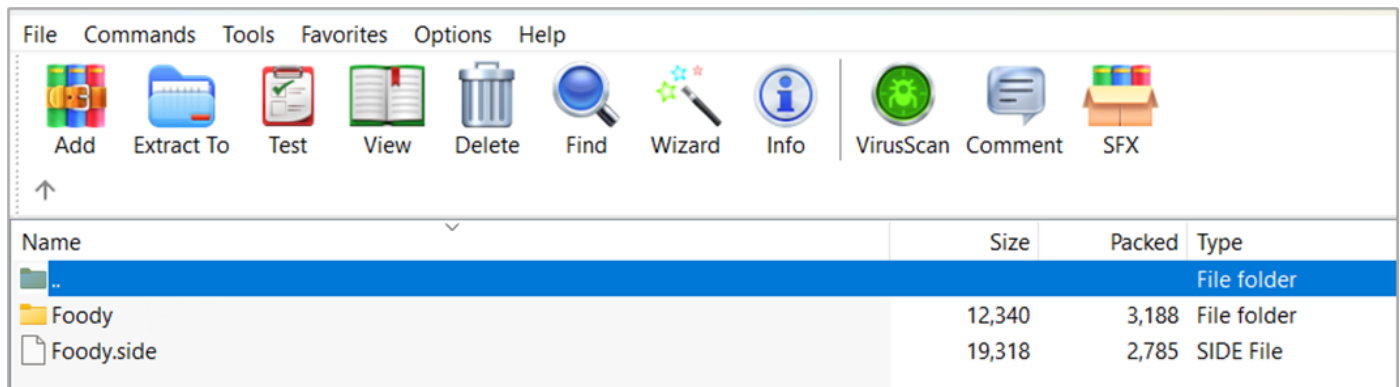 File Commands Tools Favorites Options Help
Add Extract To Test View Delete Find Wizard Info VirusScan Comment SFX
Name Size Packed Type
.. File folder
Foody 12,340 3,188 File folder
Foody.side 19,318 2,785 SIDE File